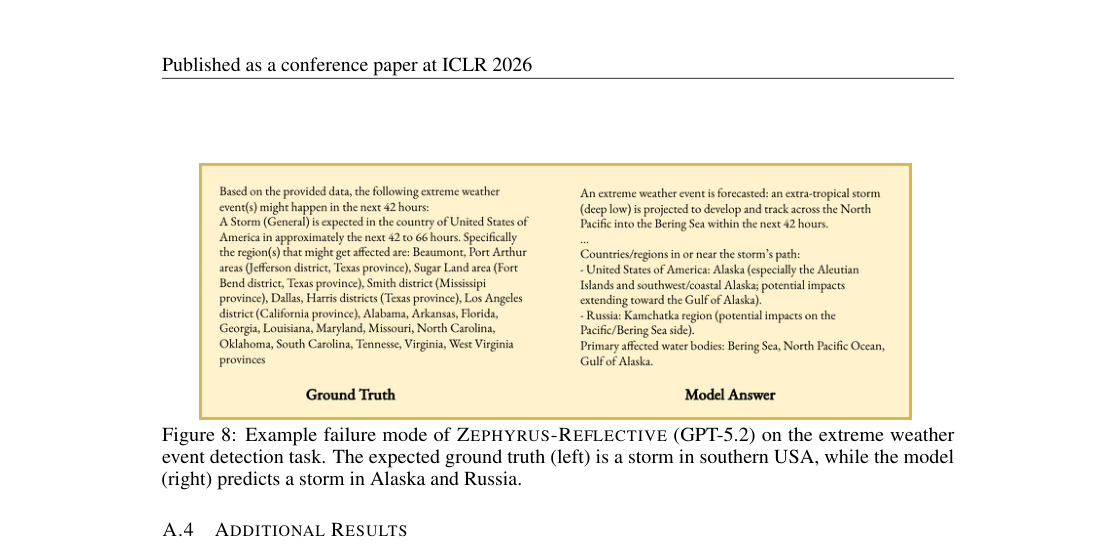 Published as a conference paper at ICLR 2026
Based on the provided data, the following extreme weather
event(s) might happen in the next 42 hours:
A Storm (General) is expected in the country of United States of
America in approximately the next 42 to 66 hours. Specifically
the region(s) that might get affected are: Beaumont, Port Arthur
areas (Jefferson district, Texas province), Sugar Land area (Fort
Bend district, Texas province), Smith district (Mississipi
province), Dallas, Harris districts (Texas province), Los Angeles
district (California province), Alabama, Arkansas, Florida,
Georgia, Louisiana, Maryland, Missouri, North Carolina,
Oklahoma, South Carolina, Tennesse, Virginia, West Virginia
provinces
Ground Truth
An extreme weather event is forecasted: an extra-tropical storm
(deep low) is projected to develop and track across the North
Pacific into the Bering Sea within the next 42 hours.
...
Countries/regions in or near the storm's path:
- United States of America: Alaska (especially the Aleutian
Islands and southwest/coastal Alaska; potential impacts
extending toward the Gulf of Alaska).
- Russia: Kamchatka region (potential impacts on the
Pacific/Bering Sea side).
Primary affected water bodies: Bering Sea, North Pacific Ocean,
Gulf of Alaska.
Model Answer
Figure 8: Example failure mode of ZEPHYRUS-REFLECTIVE (GPT-5.2) on the extreme weather
event detection task. The expected ground truth (left) is a storm in southern USA, while the model
(right) predicts a storm in Alaska and Russia.
A.4 ADDITIONAL RESULTS